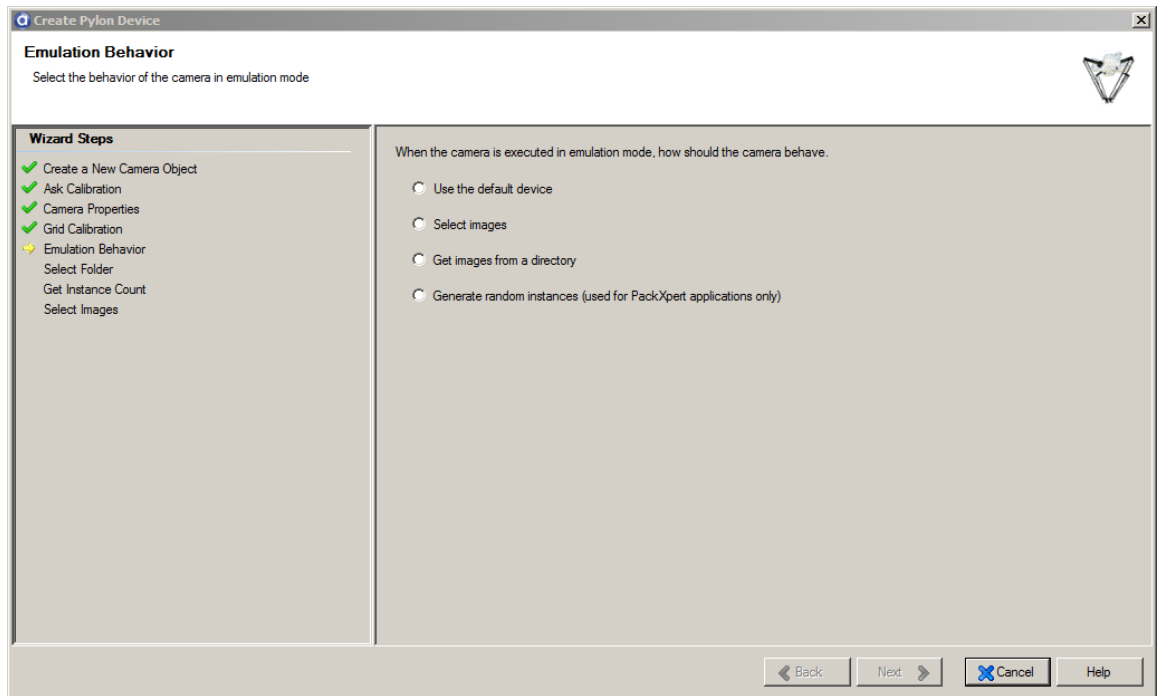 Create Pylon Device
Emulation Behavior
Select the behavior of the camera in emulation mode
Wizard Steps
Create a New Camera Object
Ask Calibration
Camera Properties
Grid Calibration
Emulation Behavior
Select Folder
Get Instance Count
Select Images
When the camera is executed in emulation mode, how should the camera behave.
Use the default device
Select images
Get images from a directory
Generate random instances (used for PackXpert applications only)
Back Next Cancel Help